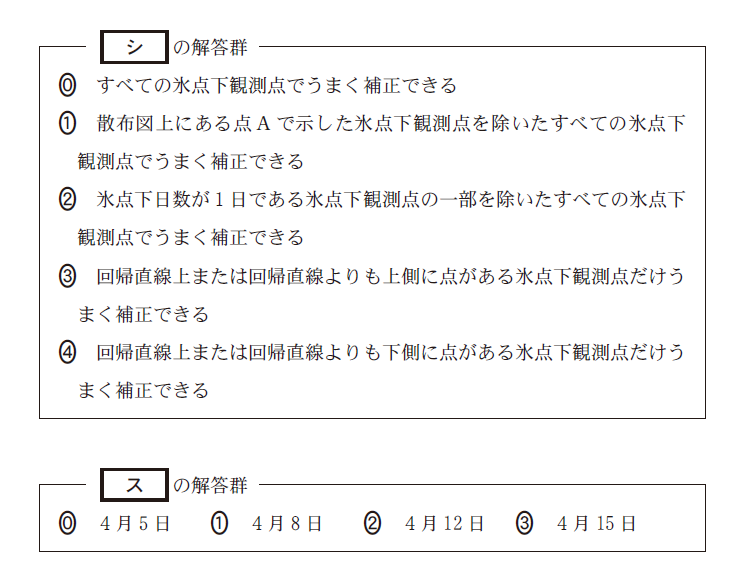 シ の解答群
⓪ すべての氷点下観測点でうまく補正できる
① 散布図上にある点 A で示した氷点下観測点を除いたすべての氷点下
観測点でうまく補正できる
② 氷点下日数が 1 日である氷点下観測点の一部を除いたすべての氷点下
観測点でうまく補正できる
③ 回帰直線上または回帰直線よりも上側に点がある氷点下観測点だけう
まく補正できる
④ 回帰直線上または回帰直線よりも下側に点がある氷点下観測点だけう
まく補正できる
ス の解答群
⓪ 4 月 5 日 ① 4 月 8 日 ② 4 月 12 日 ③ 4 月 15 日